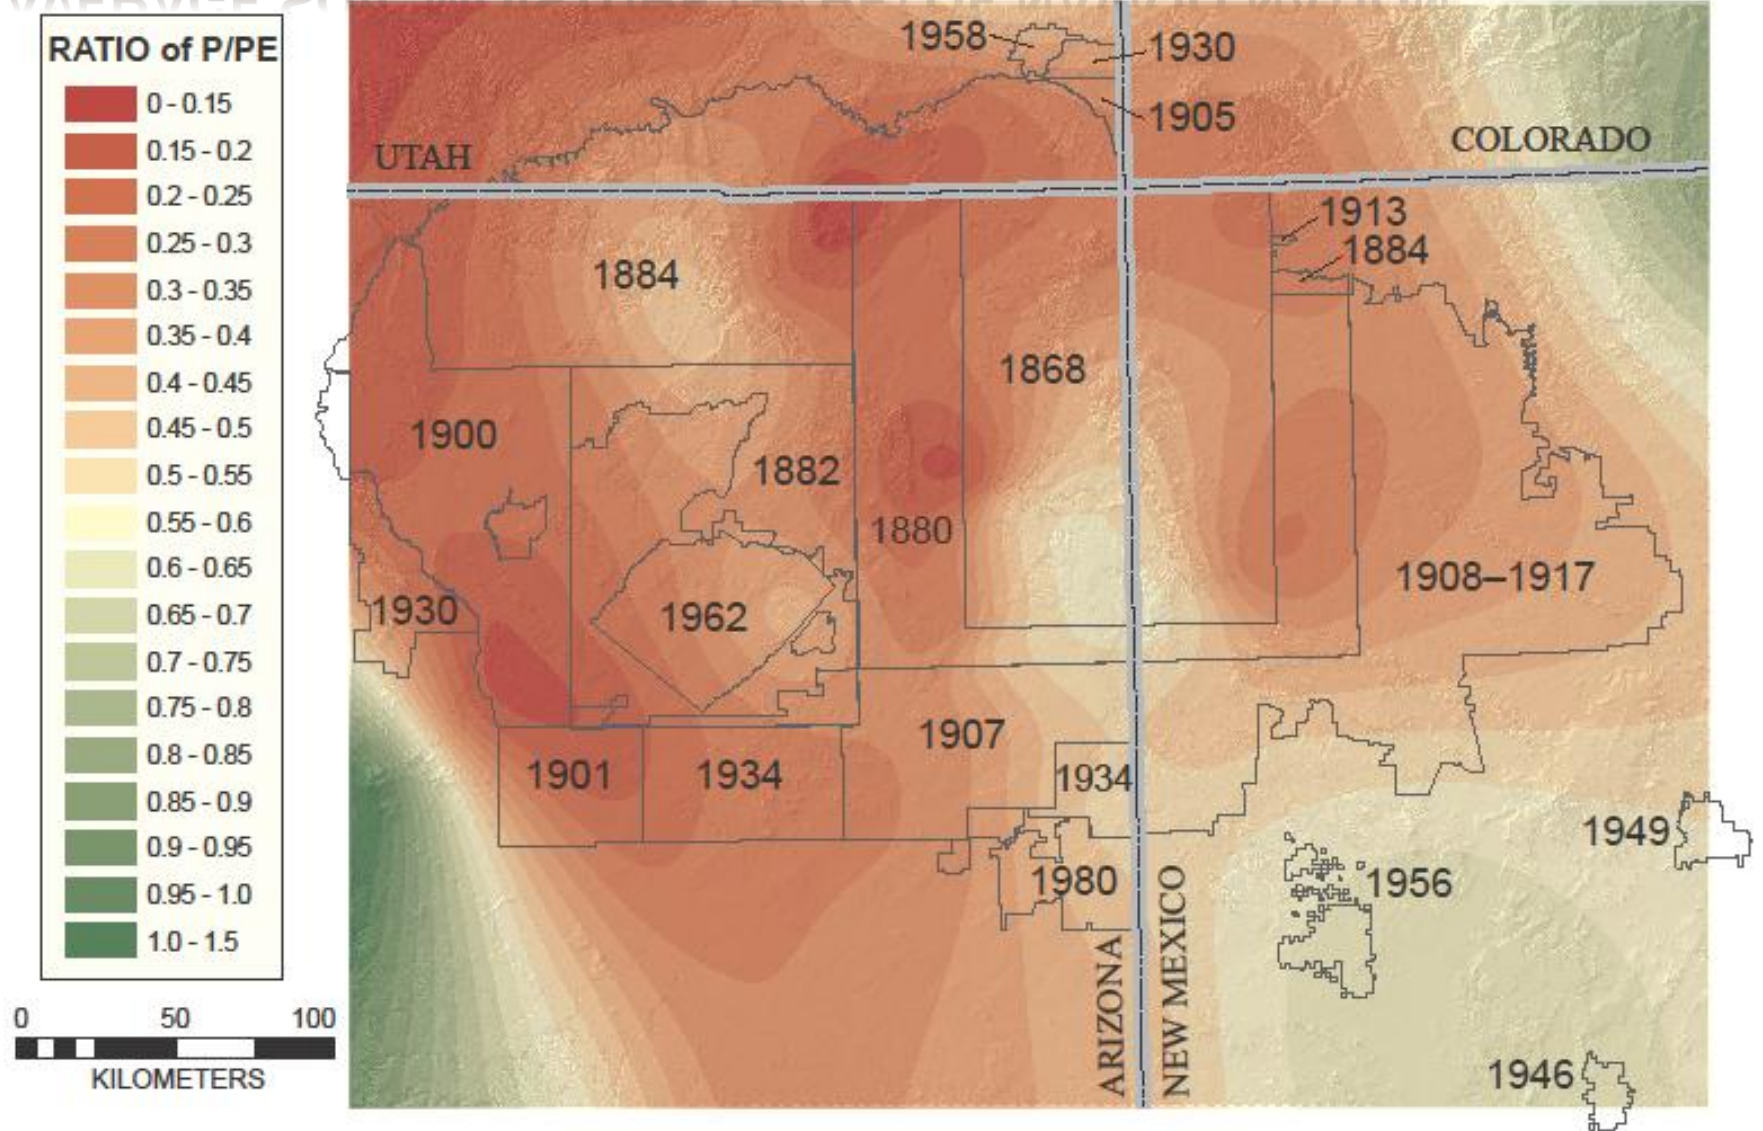 RATIO of P/PE
0 - 0.15
0.15 - 0.2
0.2 - 0.25
0.25 - 0.3
0.3 - 0.35
0.35 - 0.4
0.4 - 0.45
0.45 - 0.5
0.5 - 0.55
0.55 - 0.6
0.6 - 0.65
0.65 - 0.7
0.7 - 0.75
0.75 - 0.8
0.8 - 0.85
0.85 - 0.9
0.9 - 0.95
0.95 - 1.0
1.0 - 1.5
0 50 100
KILOMETERS
1958
1930
1905
UTAH
COLORADO
1913
1884
1884
1868
1900
1882
1880
1908–1917
1930
1962
1907
1901
1934
1934
1949
1980
1956
ARIZONA
NEW MEXICO
1946